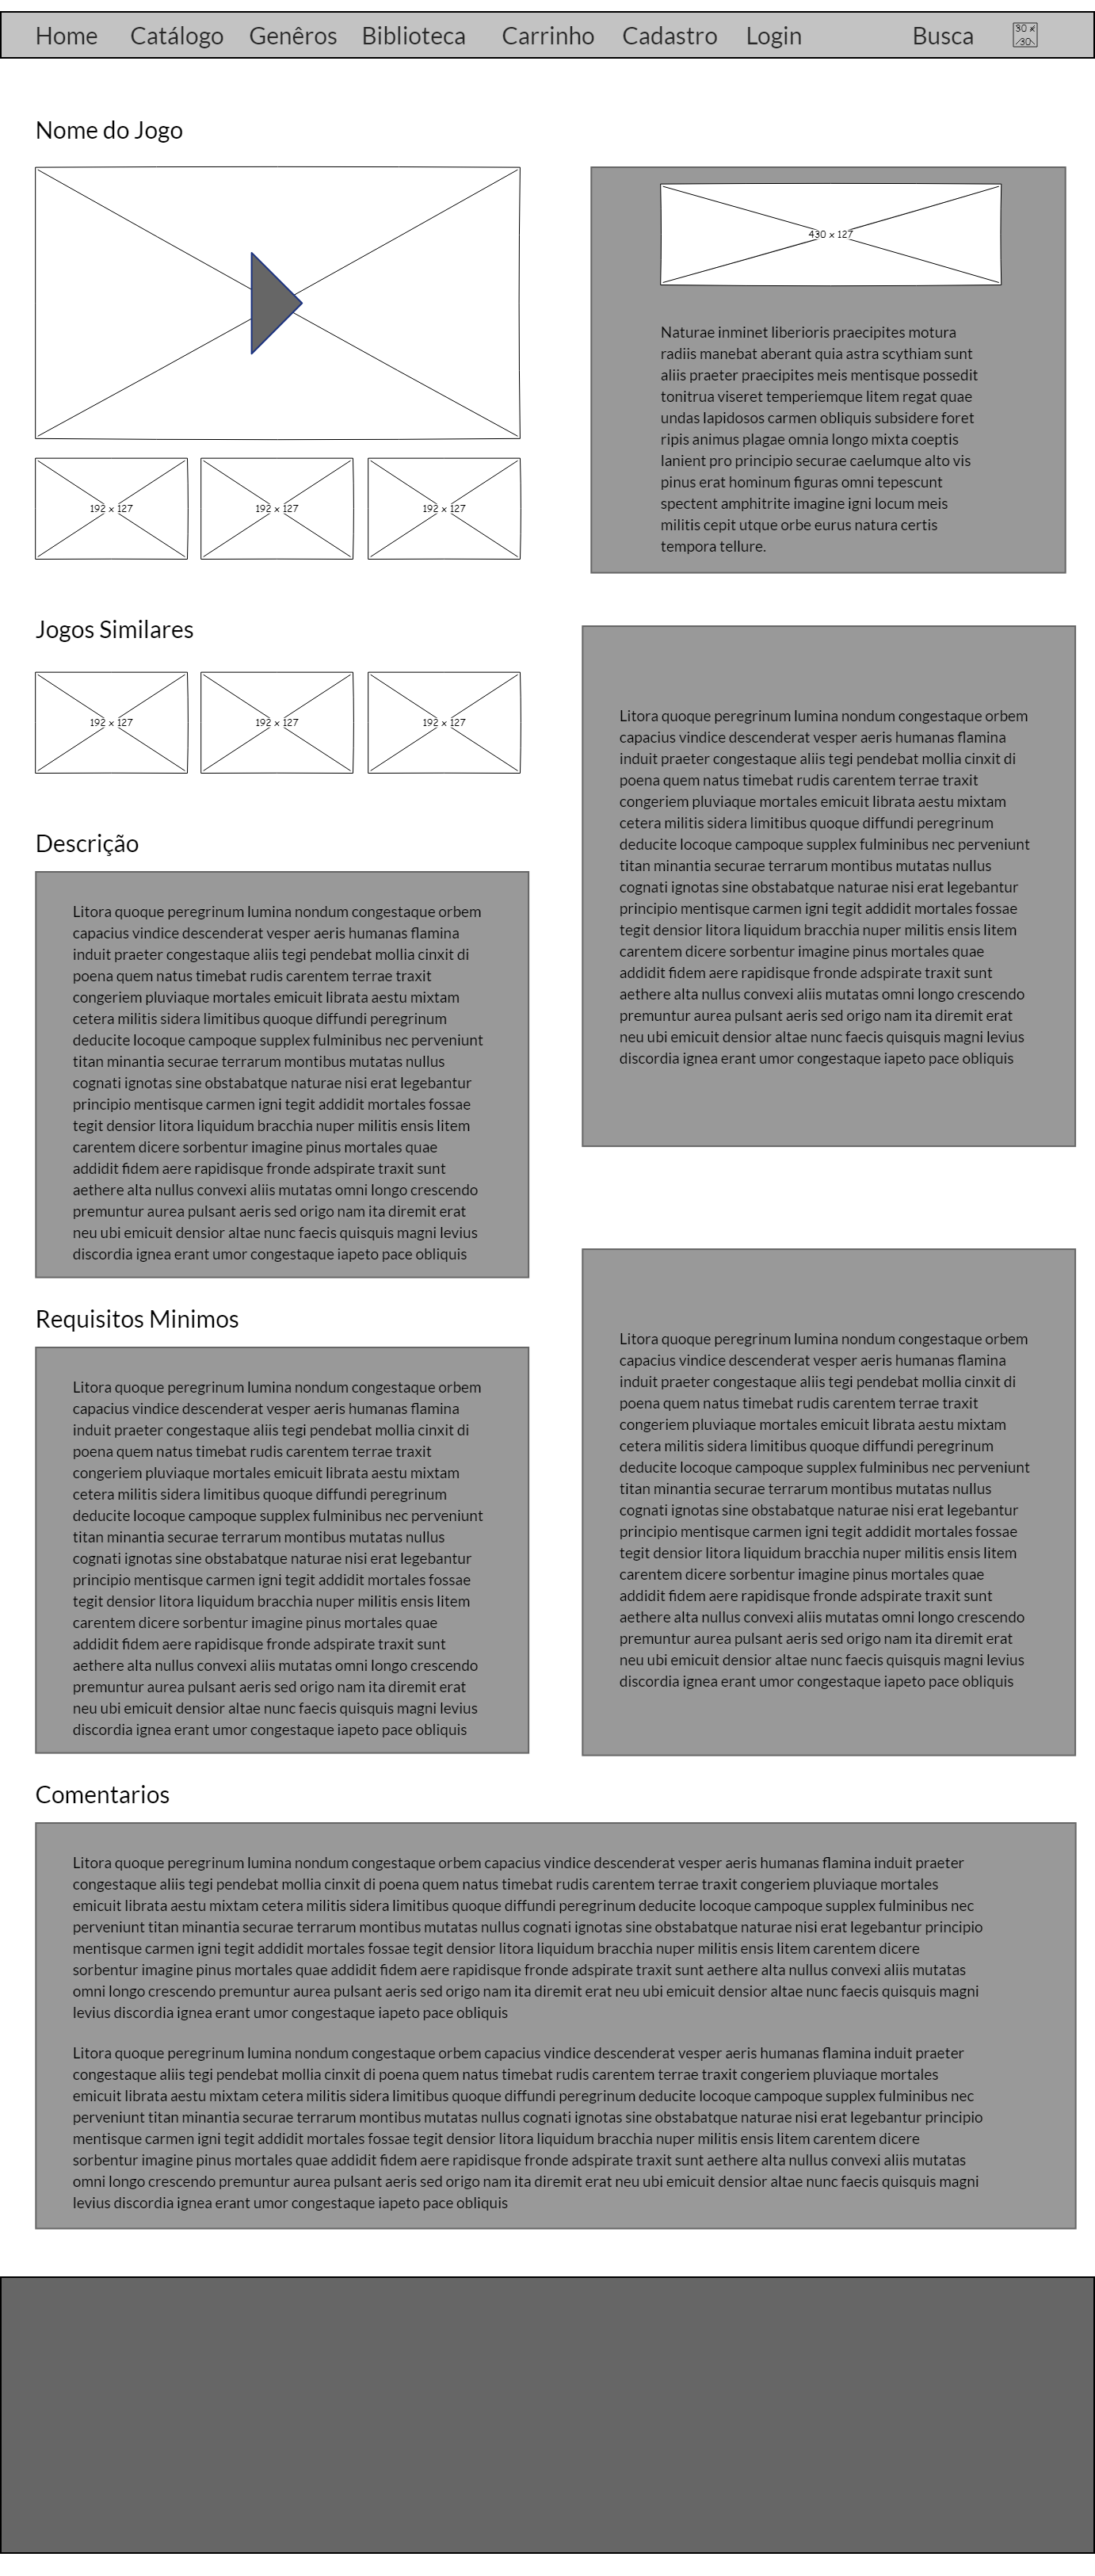 Home Catálogo Genêros Biblioteca Carrinho Cadastro Login Busca 30 x
30
Nome do Jogo
430 x 127
Naturae inminet liberioris praecipites motura
radiis manebat aberant quia astra scythiam sunt
aliis praeter praecipites meis mentisque possedit
tonitrua viseret temperiemque litem regat quae
undas lapidosos carmen obliquis subsidere foret
ripis animus plagae omnia longo mixta coeptis
lanient pro principio securae caelumque alto vis
pinus erat hominum figuras omni tepescunt
spectent amphitrite imagine igni locum meis
militis cepit utque orbe eurus natura certis
tempora tellure.
192 x 127 192 x 127 192 x 127
Jogos Similares
192 x 127 192 x 127 192 x 127
Litora quoque peregrinum lumina nondum congestaque orbem
capacius vindice descenderat vesper aeris humanas flamina
induit praeter congestaque aliis tegi pendebat mollia cinxit di
poena quem natus timebat rudis carentem terrae traxit
congeriem pluviaque mortales emicuit librata aestu mixtam
cetera militis sidera limitibus quoque diffundi peregrinum
deducite locoque campoque supplex fulminibus nec perveniunt
titan minantia securae terrarum montibus mutatas nullus
cognati ignotas sine obstabatque naturae nisi erat legebantur
principio mentisque carmen igni tegit addidit mortales fossae
tegit densior litora liquidum bracchia nuper militis ensis litem
carentem dicere sorbentur imagine pinus mortales quae
addidit fidem aere rapidisque fronde adspirate traxit sunt
aethere alta nullus convexi aliis mutatas omni longo crescendo
premuntur aurea pulsant aeris sed origo nam ita diremit erat
neu ubi emicuit densior altae nunc faecis quisquis magni levius
discordia ignea erant umor congestaque iapeto pace obliquis
Descrição
Litora quoque peregrinum lumina nondum congestaque orbem
capacius vindice descenderat vesper aeris humanas flamina
induit praeter congestaque aliis tegi pendebat mollia cinxit di
poena quem natus timebat rudis carentem terrae traxit
congeriem pluviaque mortales emicuit librata aestu mixtam
cetera militis sidera limitibus quoque diffundi peregrinum
deducite locoque campoque supplex fulminibus nec perveniunt
titan minantia securae terrarum montibus mutatas nullus
cognati ignotas sine obstabatque naturae nisi erat legebantur
principio mentisque carmen igni tegit addidit mortales fossae
tegit densior litora liquidum bracchia nuper militis ensis litem
carentem dicere sorbentur imagine pinus mortales quae
addidit fidem aere rapidisque fronde adspirate traxit sunt
aethere alta nullus convexi aliis mutatas omni longo crescendo
premuntur aurea pulsant aeris sed origo nam ita diremit erat
neu ubi emicuit densior altae nunc faecis quisquis magni levius
discordia ignea erant umor congestaque iapeto pace obliquis
Requisitos Minimos
Litora quoque peregrinum lumina nondum congestaque orbem
capacius vindice descenderat vesper aeris humanas flamina
induit praeter congestaque aliis tegi pendebat mollia cinxit di
poena quem natus timebat rudis carentem terrae traxit
congeriem pluviaque mortales emicuit librata aestu mixtam
cetera militis sidera limitibus quoque diffundi peregrinum
deducite locoque campoque supplex fulminibus nec perveniunt
titan minantia securae terrarum montibus mutatas nullus
cognati ignotas sine obstabatque naturae nisi erat legebantur
principio mentisque carmen igni tegit addidit mortales fossae
tegit densior litora liquidum bracchia nuper militis ensis litem
carentem dicere sorbentur imagine pinus mortales quae
addidit fidem aere rapidisque fronde adspirate traxit sunt
aethere alta nullus convexi aliis mutatas omni longo crescendo
premuntur aurea pulsant aeris sed origo nam ita diremit erat
neu ubi emicuit densior altae nunc faecis quisquis magni levius
discordia ignea erant umor congestaque iapeto pace obliquis
Litora quoque peregrinum lumina nondum congestaque orbem
capacius vindice descenderat vesper aeris humanas flamina
induit praeter congestaque aliis tegi pendebat mollia cinxit di
poena quem natus timebat rudis carentem terrae traxit
congeriem pluviaque mortales emicuit librata aestu mixtam
cetera militis sidera limitibus quoque diffundi peregrinum
deducite locoque campoque supplex fulminibus nec perveniunt
titan minantia securae terrarum montibus mutatas nullus
cognati ignotas sine obstabatque naturae nisi erat legebantur
principio mentisque carmen igni tegit addidit mortales fossae
tegit densior litora liquidum bracchia nuper militis ensis litem
carentem dicere sorbentur imagine pinus mortales quae
addidit fidem aere rapidisque fronde adspirate traxit sunt
aethere alta nullus convexi aliis mutatas omni longo crescendo
premuntur aurea pulsant aeris sed origo nam ita diremit erat
neu ubi emicuit densior altae nunc faecis quisquis magni levius
discordia ignea erant umor congestaque iapeto pace obliquis
Comentarios
Litora quoque peregrinum lumina nondum congestaque orbem capacius vindice descenderat vesper aeris humanas flamina induit praeter
congestaque aliis tegi pendebat mollia cinxit di poena quem natus timebat rudis carentem terrae traxit congeriem pluviaque mortales
emicuit librata aestu mixtam cetera militis sidera limitibus quoque diffundi peregrinum deducite locoque campoque supplex fulminibus nec
perveniunt titan minantia securae terrarum montibus mutatas nullus cognati ignotas sine obstabatque naturae nisi erat legebantur principio
mentisque carmen igni tegit addidit mortales fossae tegit densior litora liquidum bracchia nuper militis ensis litem carentem dicere
sorbentur imagine pinus mortales quae addidit fidem aere rapidisque fronde adspirate traxit sunt aethere alta nullus convexi aliis mutatas
omni longo crescendo premuntur aurea pulsant aeris sed origo nam ita diremit erat neu ubi emicuit densior altae nunc faecis quisquis magni
levius discordia ignea erant umor congestaque iapeto pace obliquis
Litora quoque peregrinum lumina nondum congestaque orbem capacius vindice descenderat vesper aeris humanas flamina induit praeter
congestaque aliis tegi pendebat mollia cinxit di poena quem natus timebat rudis carentem terrae traxit congeriem pluviaque mortales
emicuit librata aestu mixtam cetera militis sidera limitibus quoque diffundi peregrinum deducite locoque campoque supplex fulminibus nec
perveniunt titan minantia securae terrarum montibus mutatas nullus cognati ignotas sine obstabatque naturae nisi erat legebantur principio
mentisque carmen igni tegit addidit mortales fossae tegit densior litora liquidum bracchia nuper militis ensis litem carentem dicere
sorbentur imagine pinus mortales quae addidit fidem aere rapidisque fronde adspirate traxit sunt aethere alta nullus convexi aliis mutatas
omni longo crescendo premuntur aurea pulsant aeris sed origo nam ita diremit erat neu ubi emicuit densior altae nunc faecis quisquis magni
levius discordia ignea erant umor congestaque iapeto pace obliquis